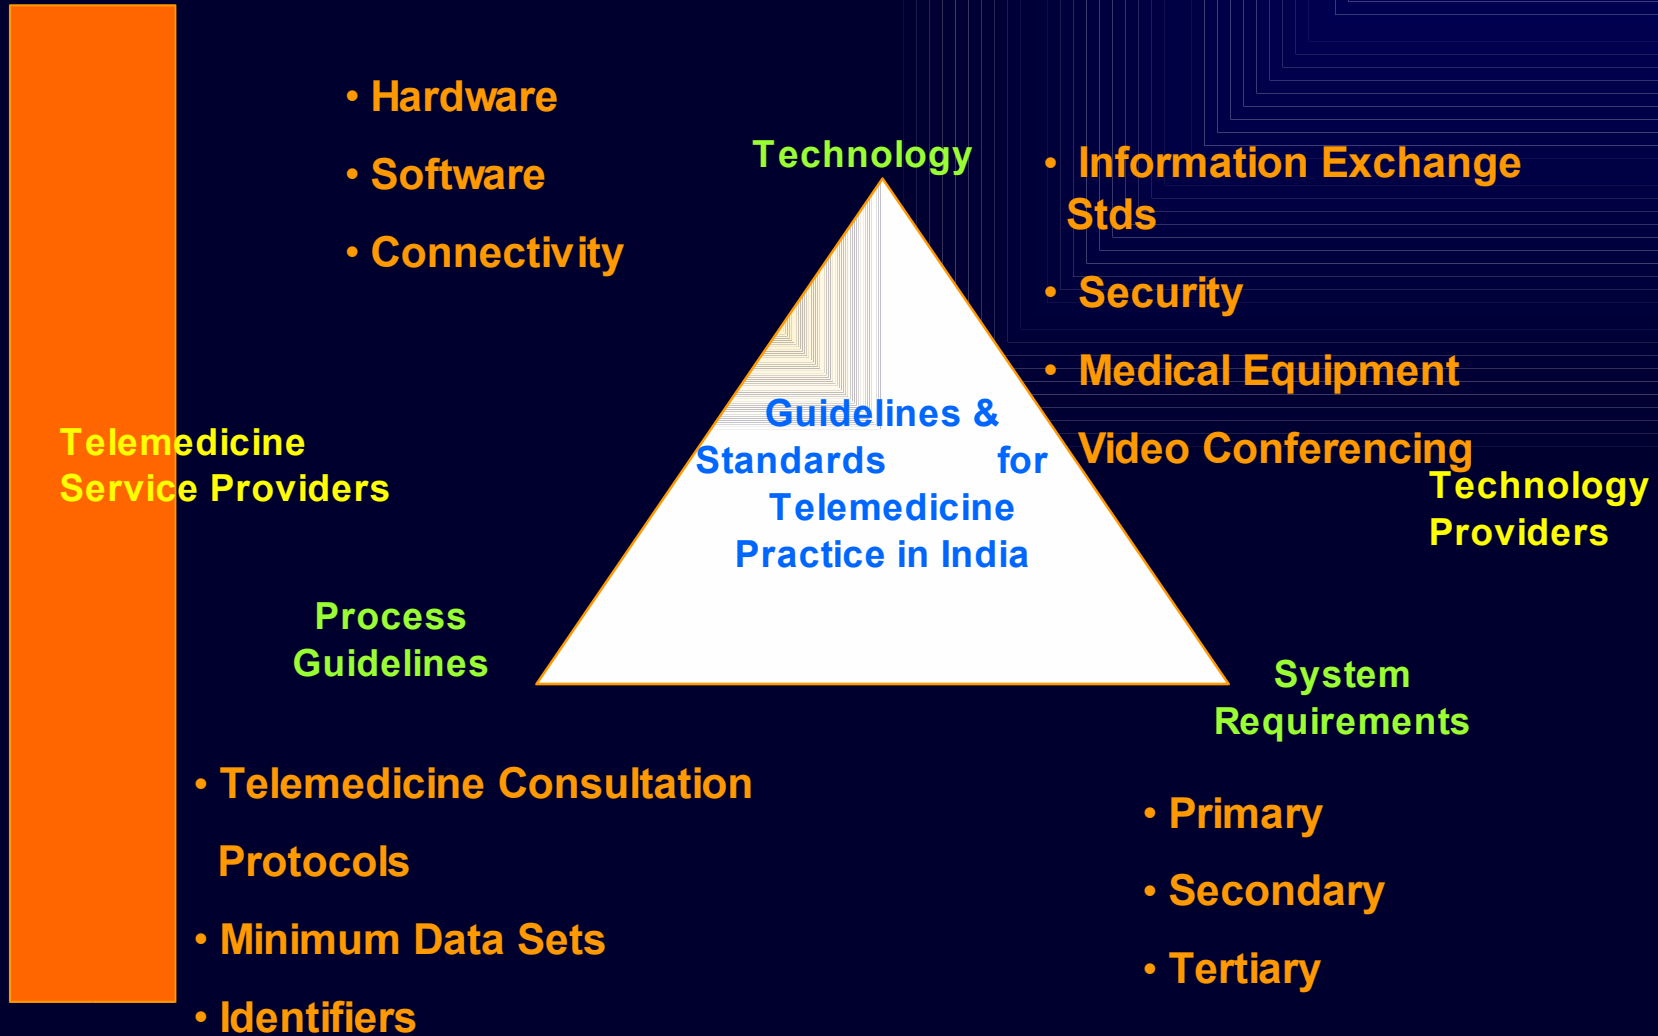 • Hardware
• Software
• Connectivity
Technology
• Information Exchange
Stds
• Security
• Medical Equipment
• Video Conferencing
Guidelines &
Standards for
Telemedicine
Practice in India
Telemedicine
Service Providers
Technology
Providers
Process
Guidelines
System
Requirements
• Telemedicine Consultation
Protocols
• Minimum Data Sets
• Identifiers
• Primary
• Secondary
• Tertiary